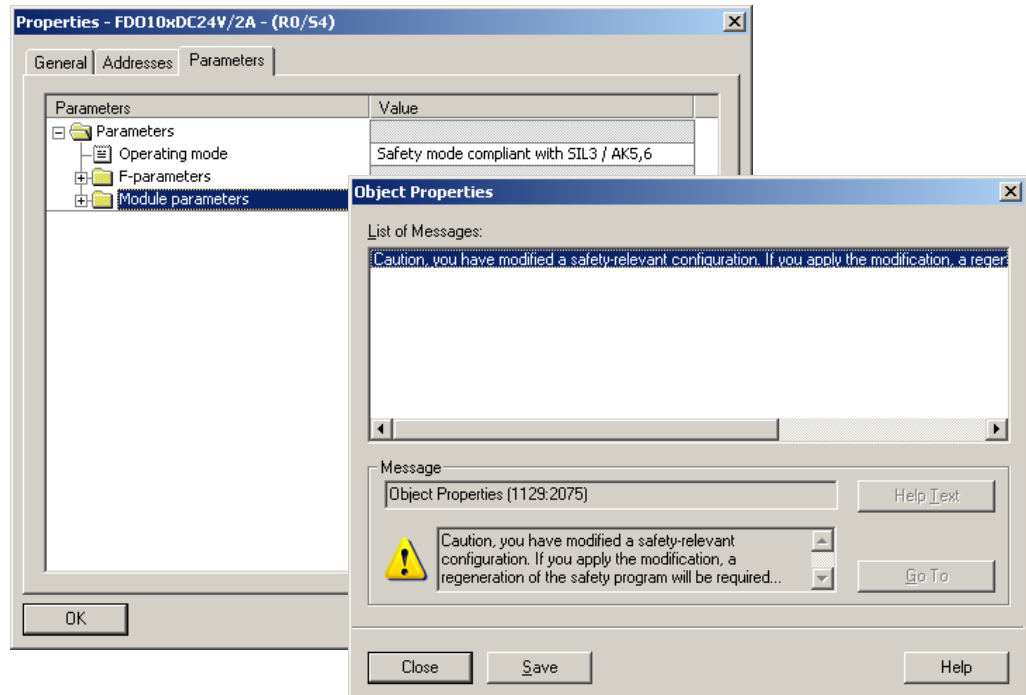 Properties - FDO10xDC24V/2A - (R0/S4)
General Addresses Parameters
Parameters Value
Parameters
Operating mode Safety mode compliant with SIL3 / AK5,6
F-parameters
Module parameters
OK
Object Properties
List of Messages:
Caution, you have modified a safety-relevant configuration. If you apply the modification, a reger
Message
Object Properties (1129:2075)
Help Text
Caution, you have modified a safety-relevant
configuration. If you apply the modification, a
regeneration of the safety program will be required...
Go To
Close Save Help